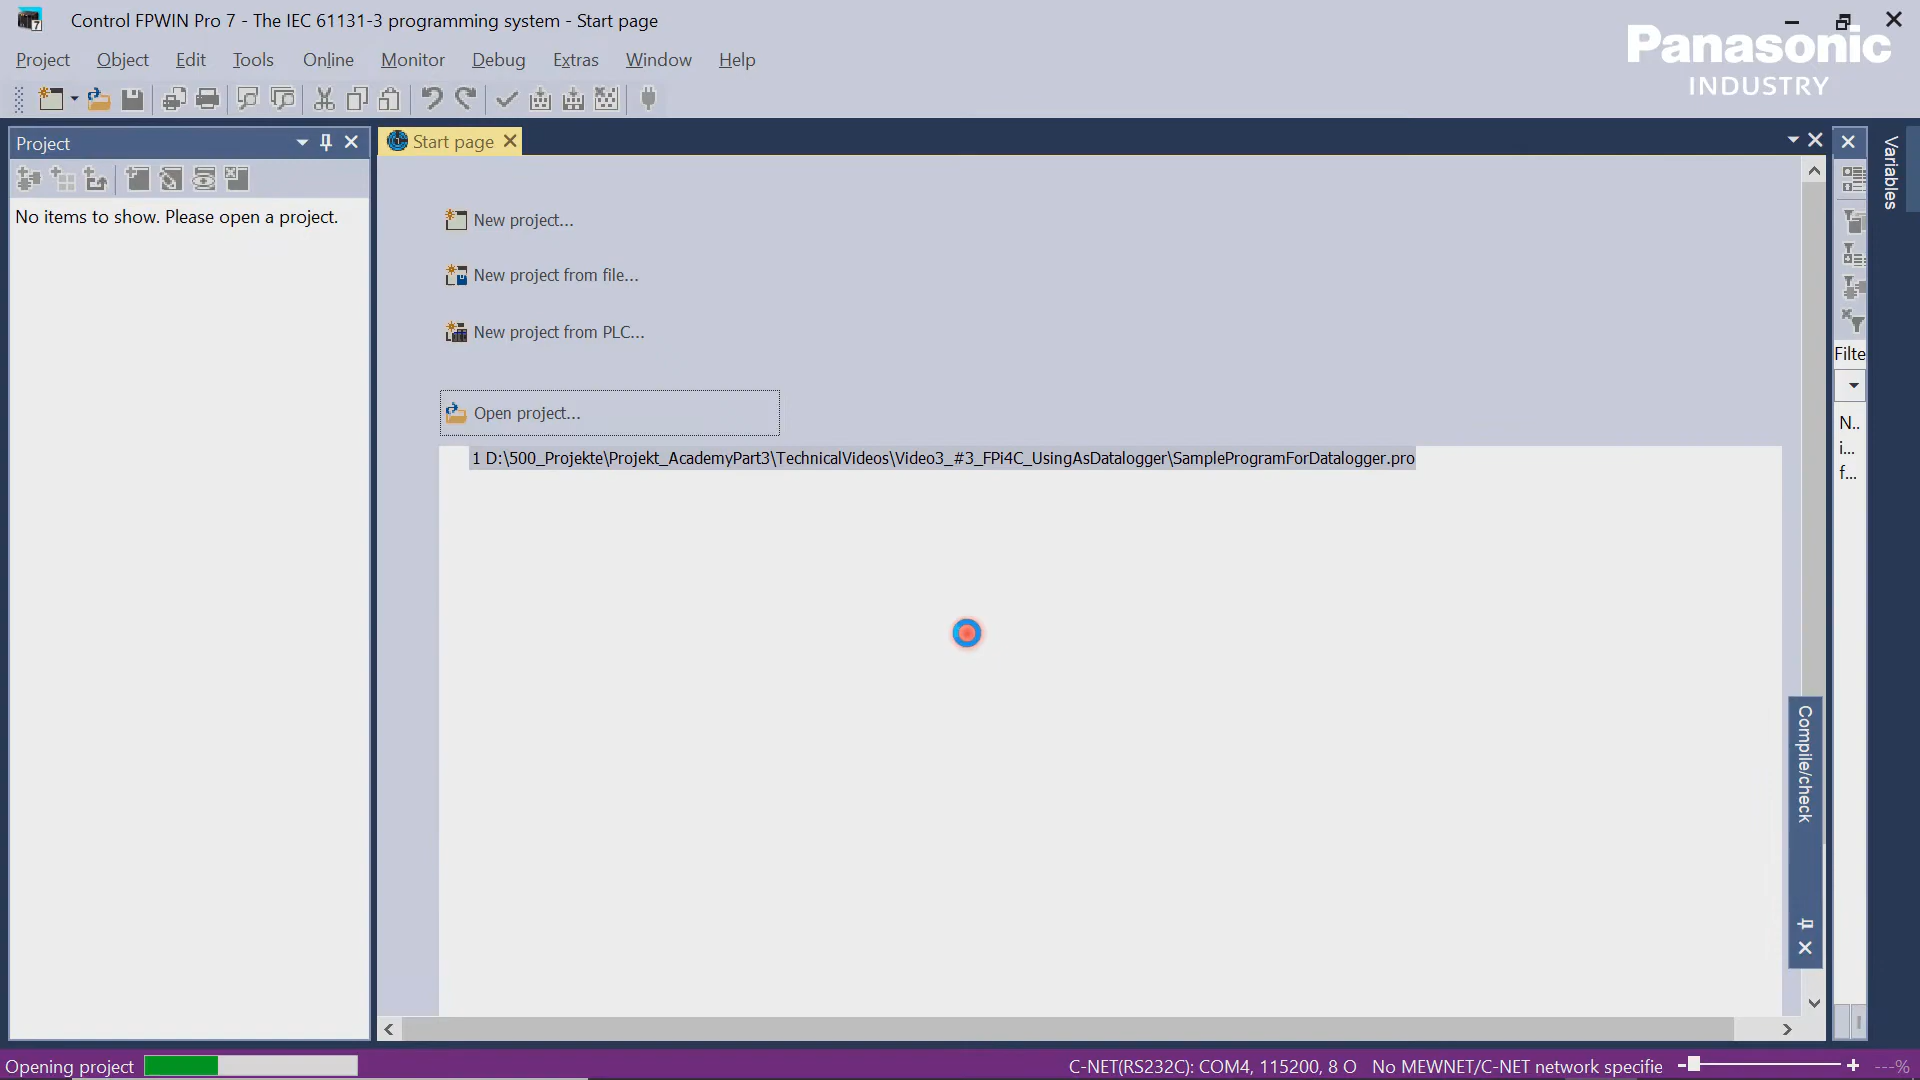 Control FPWIN Pro 7 - The IEC 61131-3 programming system - Start page
Panasonic
INDUSTRY
Project Object Edit Tools Online Monitor Debug Extras Window Help
Project
Start page
No items to show. Please open a project.
New project...
New project from file...
New project from PLC...
Open project...
1 D:\500_Projekte\Projekt_AcademyPart3\TechnicalVideos\Video3_#3_FPi4C_UsingAsDatalogger\SampleProgramForDatalogger.pro
Variables
Filte
N..
i...
f...
Compile/check
Opening project
C-NET(RS232C): COM4, 115200, 8 O No MEWNET/C-NET network specifie
---%